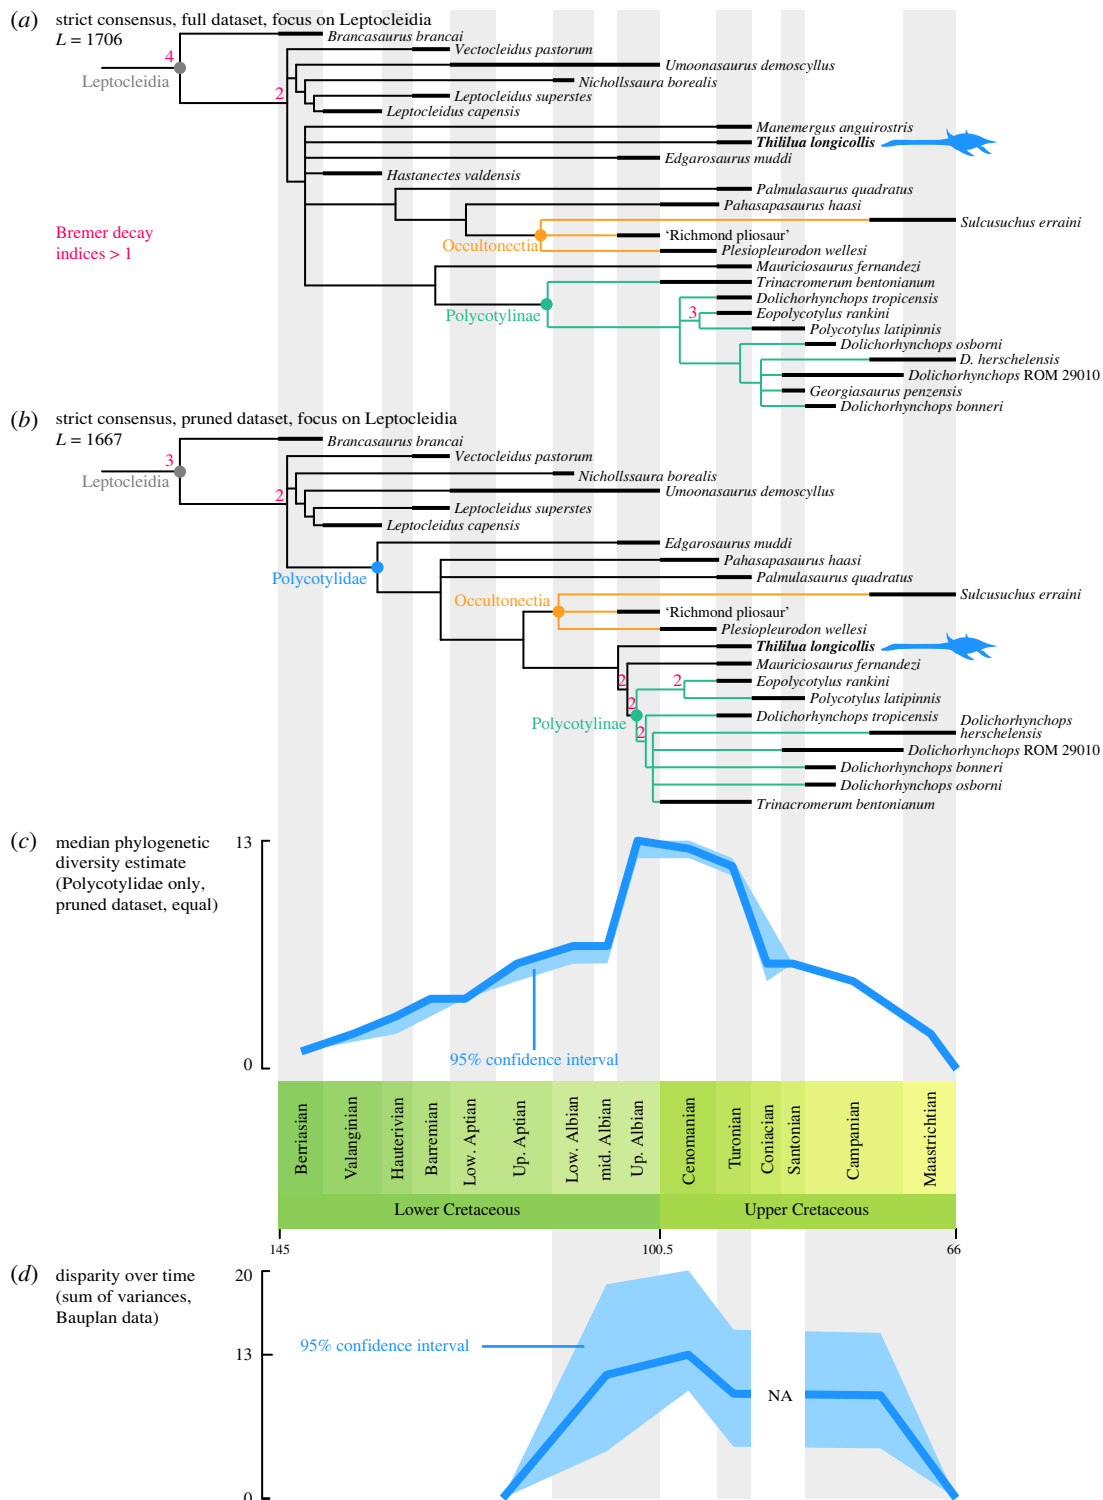 (a) strict consensus, full dataset, focus on Leptocleidia
L = 1706
Brancasaurus brancai
4
Vectocleidus pastorum
Umoonasaurus demoscyllus
Leptocleidia
Nichollssaura borealis
2
Leptocleidus superstes
Leptocleidus capensis
Manemergus anguirostris
Thililua longicollis
Edgarosaurus muddi
Hastanectes valdensis
Palmulasaurus quadratus
Pahasapasaurus haasi
Sulcusuchus erraini
Bremer decay
indices > 1
'Richmond pliosaur'
Occultonectia
Plesiopleurodon wellesi
Mauriciosaurus fernandezi
Trinacromerum bentonianum
Dolichorhynchops tropicensis
Polycotylinae
3
Eopolycotylus rankini
Polycotylus latipinnis
Dolichorhynchops osborni
D. herschelensis
Dolichorhynchops ROM 29010
Georgiasaurus penzensis
Dolichorhynchops bonneri
(b) strict consensus, pruned dataset, focus on Leptocleidia
L = 1667
Brancasaurus brancai
Vectocleidus pastorum
3
Leptocleidia
Nichollssaura borealis
2
Umoonasaurus demoscyllus
Leptocleidus superstes
Leptocleidus capensis
Edgarosaurus muddi
Pahasapasaurus haasi
Polycotylidae
Palmulasaurus quadratus
Sulcusuchus erraini
Occultonectia
'Richmond pliosaur'
Plesiopleurodon wellesi
Thililua longicollis
Mauriciosaurus fernandezi
2
2
Eopolycotylus rankini
Polycotylus latipinnis
2
Polycotylinae
Dolichorhynchops tropicensis
Dolichorhynchops
herschelensis
2
Dolichorhynchops ROM 29010
Dolichorhynchops bonneri
Dolichorhynchops osborni
Trinacromerum bentonianum
(c) median phylogenetic
diversity estimate
(Polycotylidae only,
pruned dataset, equal)
13
0
95% confidence interval
Berriasian
Valanginian
Hauterivian
Barremian
Low. Aptian
Up. Aptian
Low. Albian
mid. Albian
Up. Albian
Cenomanian
Turonian
Coniacian
Santonian
Campanian
Maastrichtian
Lower Cretaceous
Upper Cretaceous
145
100.5
66
(d) disparity over time
(sum of variances,
Bauplan data)
20
13
0
95% confidence interval
NA